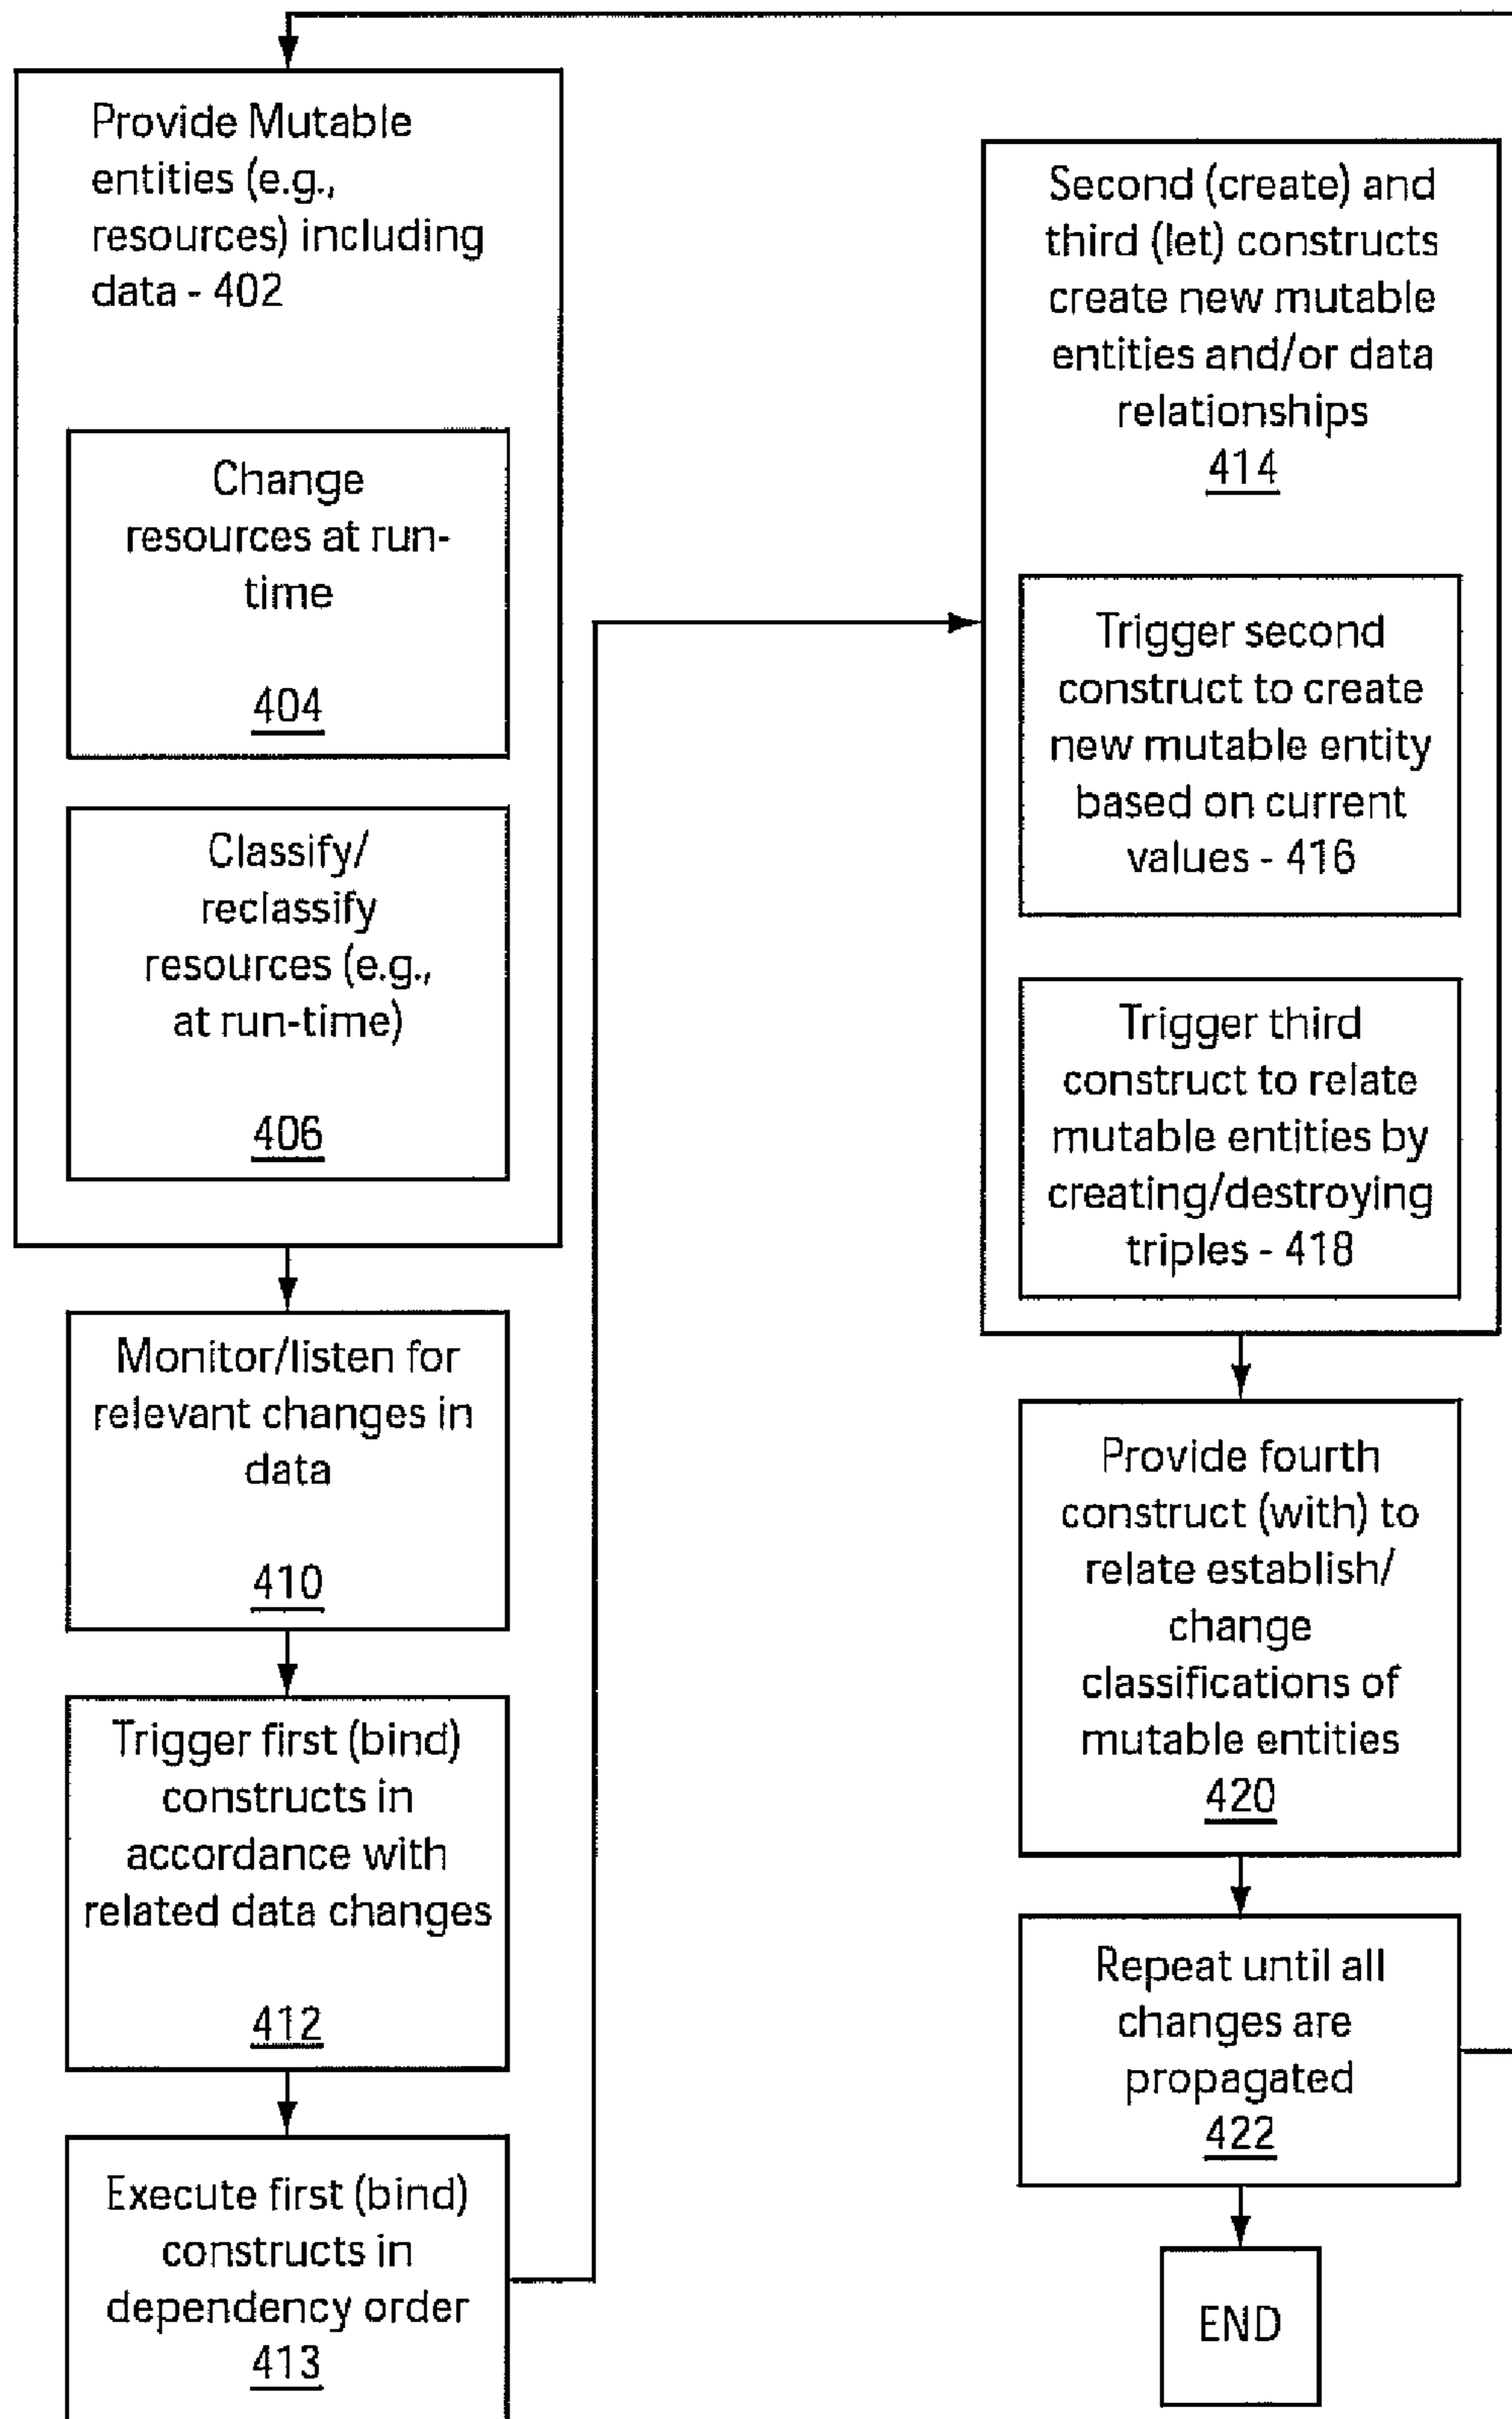 Provide Mutable
entities (e.g.,
resources) including
data - 402
Change
resources at run-
time
404
Classify/
reclassify
resources (e.g.,
at run-time)
406
Monitor/listen for
relevant changes in
data
410
Trigger first (bind)
constructs in
accordance with
related data changes
412
Execute first (bind)
constructs in
dependency order
413
Second (create) and
third (let) constructs
create new mutable
entities and/or data
relationships
414
Trigger second
construct to create
new mutable entity
based on current
values - 416
Trigger third
construct to relate
mutable entities by
creating/destroying
triples - 418
Provide fourth
construct (with) to
relate establish/
change
classifications of
mutable entities
420
Repeat until all
changes are
propagated
422
END